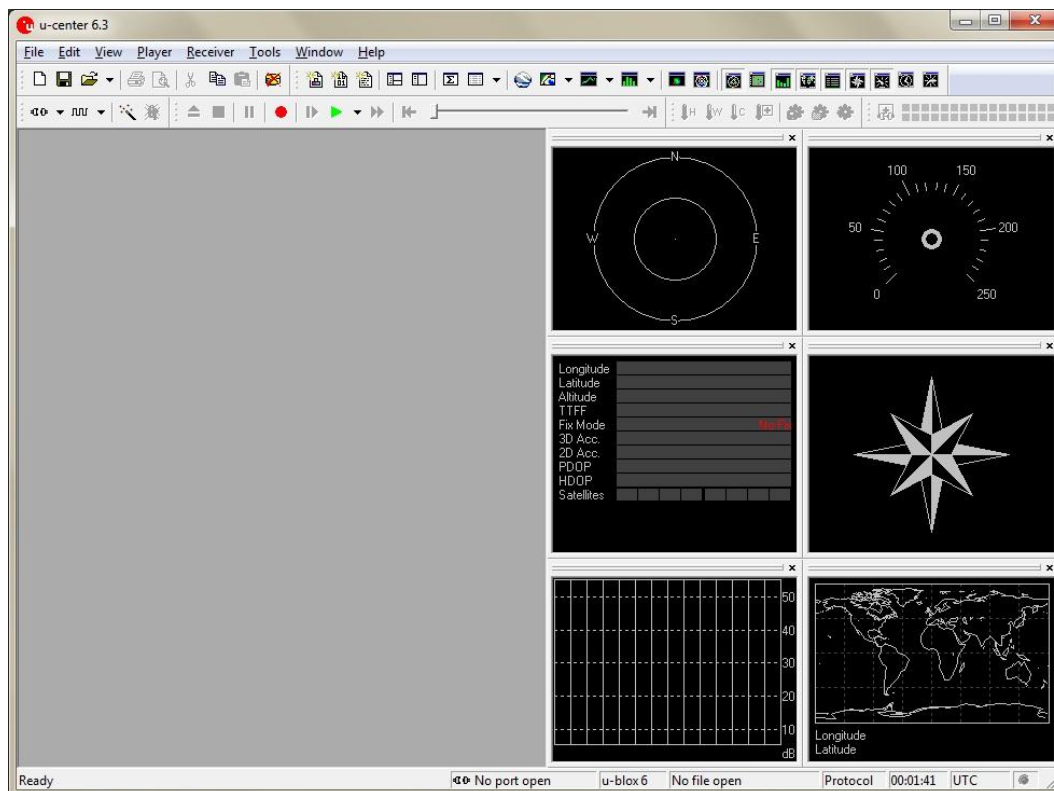 u-center 6.3
File Edit View Player Receiver Tools Window Help
H W C
N
W E
S
100 150
50 200
0 250
Longitude
Latitude
Altitude
TTFF
Fix Mode No Fix
3D Acc.
2D Acc.
PDOP
HDOP
Satellites
50
40
30
20
10
dB
Longitude
Latitude
Ready No port open u-blox 6 No file open Protocol 00:01:41 UTC